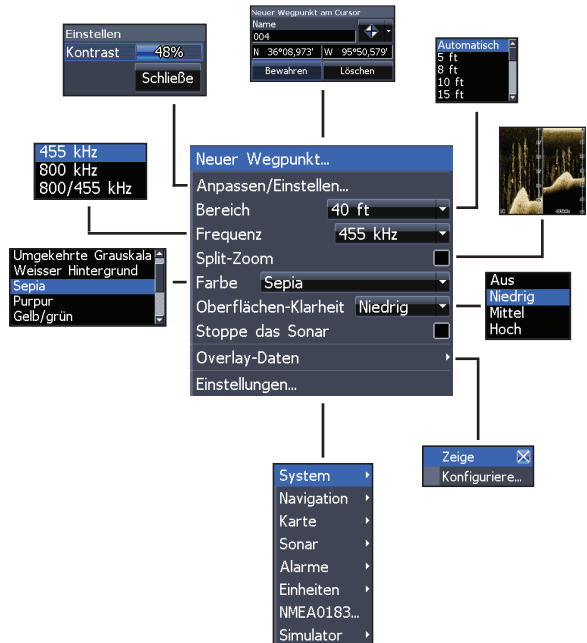 Einstellen
Kontrast 48%
Schließe
Neuer Wegpunkt am Cursor
Name
004
N 36°08,973' W 95°50,579'
Bewahren Löschen
Automatisch
5 ft
8 ft
10 ft
15 ft
455 kHz
800 kHz
800/455 kHz
Umgekehrte Grauskala
Weisser Hintergrund
Sepia
Purpur
Gelb/grün
Neuer Wegpunkt...
Anpassen/Einstellen...
Bereich 40 ft
Frequenz 455 kHz
Split-Zoom
Farbe Sepia
Oberflächen-Klarheit Niedrig
Stoppe das Sonar
Overlay-Daten
Einstellungen...
Aus
Niedrig
Mittel
Hoch
Zeige
Konfiguriere...
System
Navigation
Karte
Sonar
Alarme
Einheiten
NMEA0183...
Simulator